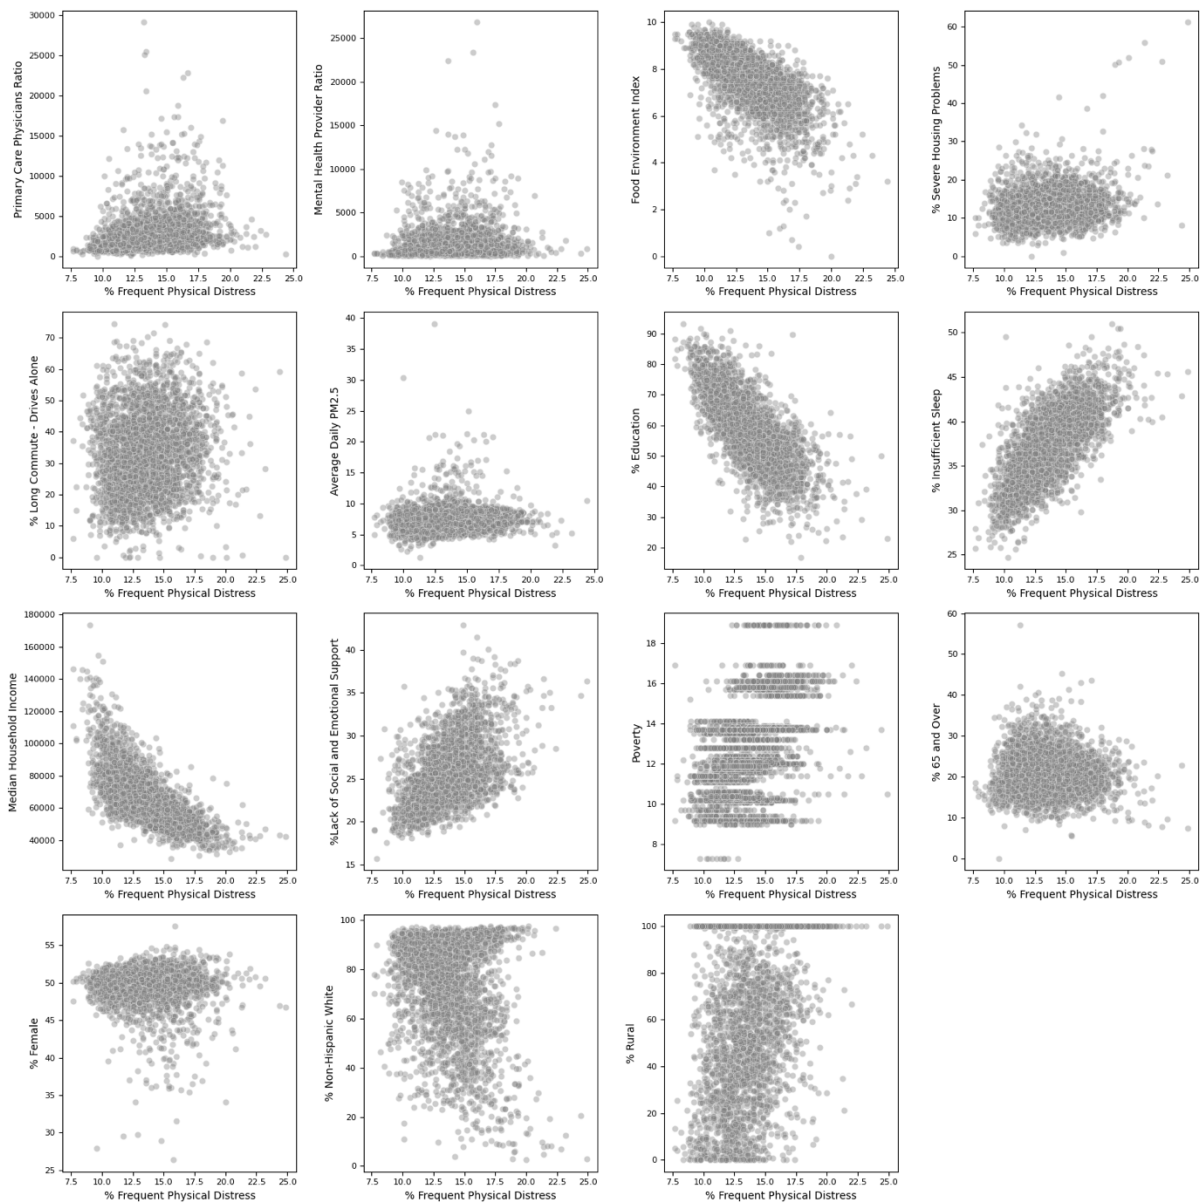 Primary Care Physicians Ratio
30000
25000
20000
15000
10000
5000
0
7.5 10.0 12.5 15.0 17.5 20.0 22.5 25.0
% Frequent Physical Distress
Mental Health Provider Ratio
25000
20000
15000
10000
5000
0
7.5 10.0 12.5 15.0 17.5 20.0 22.5 25.0
% Frequent Physical Distress
Food Environment Index
10
8
6
4
2
0
7.5 10.0 12.5 15.0 17.5 20.0 22.5 25.0
% Frequent Physical Distress
% Severe Housing Problems
60
50
40
30
20
10
0
7.5 10.0 12.5 15.0 17.5 20.0 22.5 25.0
% Frequent Physical Distress
% Long Commute - Drives Alone
70
60
50
40
30
20
10
0
7.5 10.0 12.5 15.0 17.5 20.0 22.5 25.0
% Frequent Physical Distress
Average Daily PM2.5
40
35
30
25
20
15
10
5
0
7.5 10.0 12.5 15.0 17.5 20.0 22.5 25.0
% Frequent Physical Distress
% Education
90
80
70
60
50
40
30
20
7.5 10.0 12.5 15.0 17.5 20.0 22.5 25.0
% Frequent Physical Distress
% Insufficient Sleep
50
45
40
35
30
25
7.5 10.0 12.5 15.0 17.5 20.0 22.5 25.0
% Frequent Physical Distress
Median Household Income
180000
160000
140000
120000
100000
80000
60000
40000
7.5 10.0 12.5 15.0 17.5 20.0 22.5 25.0
% Frequent Physical Distress
%Lack of Social and Emotional Support
40
35
30
25
20
15
7.5 10.0 12.5 15.0 17.5 20.0 22.5 25.0
% Frequent Physical Distress
Poverty
18
16
14
12
10
8
7.5 10.0 12.5 15.0 17.5 20.0 22.5 25.0
% Frequent Physical Distress
% 65 and Over
60
50
40
30
20
10
0
7.5 10.0 12.5 15.0 17.5 20.0 22.5 25.0
% Frequent Physical Distress
% Female
55
50
45
40
35
30
25
7.5 10.0 12.5 15.0 17.5 20.0 22.5 25.0
% Frequent Physical Distress
% Non-Hispanic White
100
80
60
40
20
0
7.5 10.0 12.5 15.0 17.5 20.0 22.5 25.0
% Frequent Physical Distress
% Rural
100
80
60
40
20
0
7.5 10.0 12.5 15.0 17.5 20.0 22.5 25.0
% Frequent Physical Distress